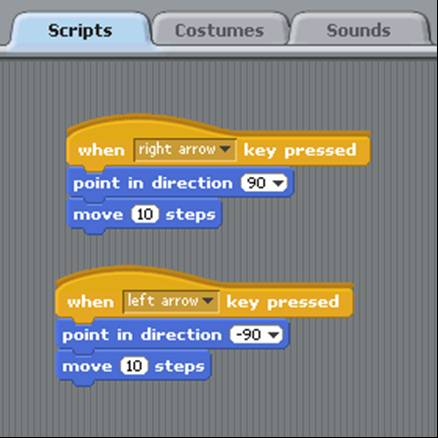 Scripts Costumes Sounds
when right arrow key pressed
point in direction 90
move 10 steps
when left arrow key pressed
point in direction -90
move 10 steps